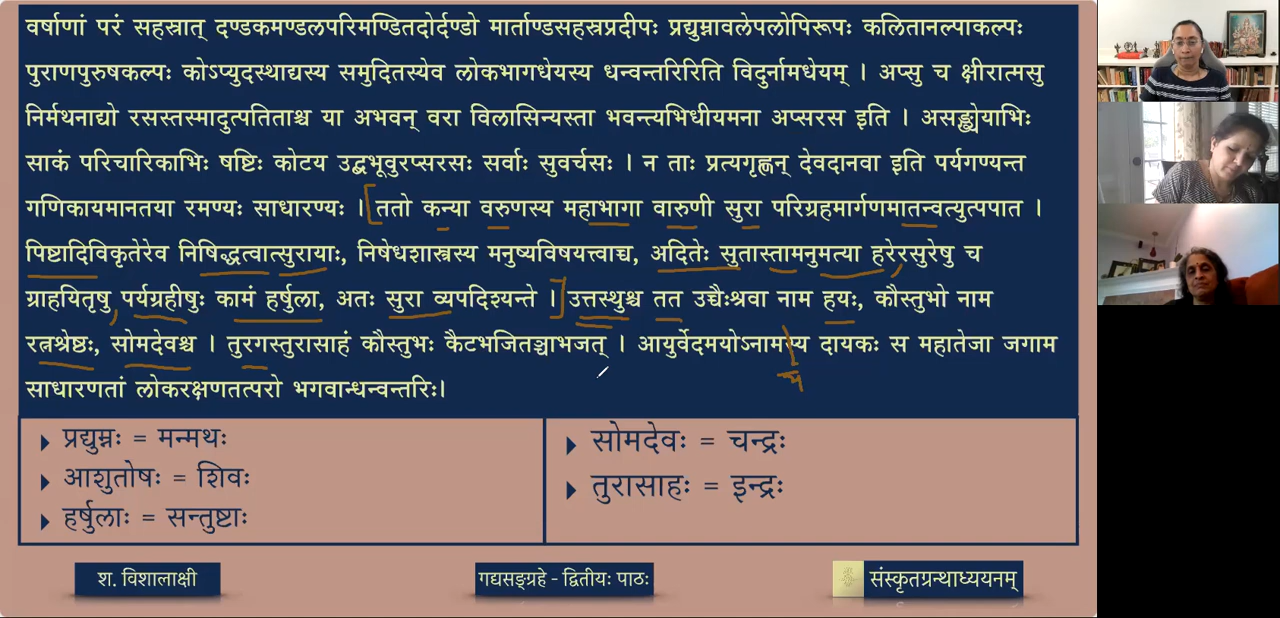 वर्षाणां परं सहस्रात् दण्डकमण्डलपरिमण्डितदोर्दण्डो मार्ताण्डसहस्रप्रदीपः प्रद्युम्नावलेपलोपिरूपः कलितानल्पाकल्पः
पुराणपुरुषकल्पः कोऽप्युदस्थाद्यस्य समुदितस्येव लोकभागधेयस्य धन्वन्तरिरिति विदुर्नामधेयम् । अप्सु च क्षीरात्मसु
निर्मथनाद्यो रसस्तस्मादुत्पतिताश्च या अभवन् वरा विलासिन्यस्ता भवन्त्यभिधीयमना अप्सरस इति । असङ्ख्येयाभिः
साकं परिचारिकाभिः षष्टिः कोटय उद्बभूवुरप्सरसः सर्वाः सुवर्चसः । न ताः प्रत्यगृह्णन् देवदानवा इति पर्यगण्यन्त
गणिकायमानतया रमण्यः साधारण्यः । ततो कन्या वरुणस्य महाभागा वारुणी सुरा परिग्रहमार्गणमातन्वत्युत्पपात ।
पिष्टादिविकृतेरेव निषिद्धत्वात्सुरायाः, निषेधशास्त्रस्य मनुष्यविषयत्त्वाच्च, अदितेः सुतास्तामनुमत्या हरेरसुरेषु च
ग्राहयितृषु पर्यग्रहीषुः कामं हर्षुला, अतः सुरा व्यपदिश्यन्ते । उत्तस्थुश्च तत उच्चैःश्रवा नाम हयः, कौस्तुभो नाम
रत्नश्रेष्ठः, सोमदेवश्च । तुरगस्तुरासाहं कौस्तुभः कैटभजितञ्चाभजत् । आयुर्वेदमयोऽनामस्य दायकः स महातेजा जगाम
साधारणतां लोकरक्षणतत्परो भगवान्धन्वन्तरिः।
प्रद्युम्नः = मन्मथः
आशुतोषः = शिवः
हर्षुलाः = सन्तुष्टाः
सोमदेवः = चन्द्रः
तुरासाहः = इन्द्रः
श. विशालाक्षी
गद्यसङ्ग्रहे - द्वितीयः पाठः
संस्कृतग्रन्थाध्ययनम्